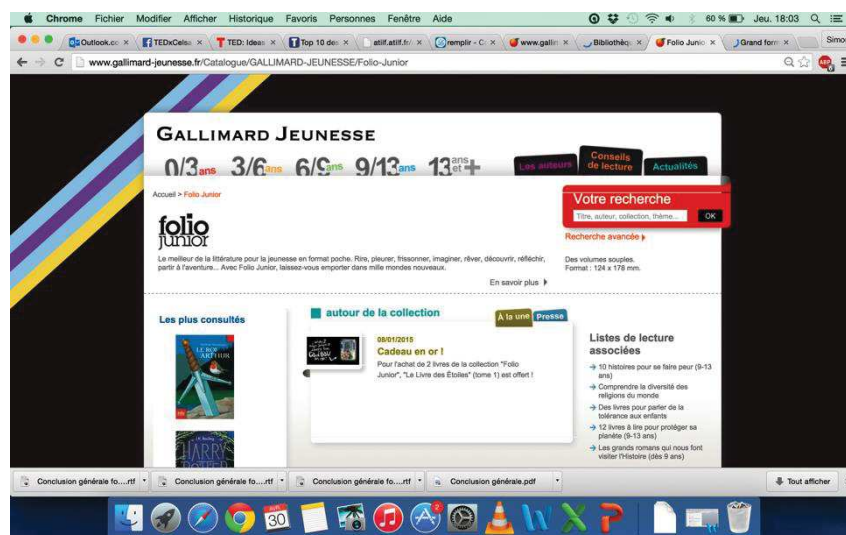 Chrome Fichier Modifier Afficher Historique Favoris Personnes Fenêtre Aide 60 % Jeu. 18:03
Outlook.cc TEDxCelsa TED: Ideas Top 10 des atilf.atilf.fr/ remplir - C www.gallin Bibliothèq Folio Junio Grand form Simo
www.gallimard-jeunesse.fr/Catalogue/GALLIMARD-JEUNESSE/Folio-Junior
GALLIMARD JEUNESSE
0/3 ans 3/6 ans 6/9 ans 9/13 ans 13 ans et + Les auteurs Conseils de lecture Actualités
Accueil > Folio Junior
Votre recherche
Titre, auteur, collection, thème... OK
Recherche avancée
folio
junior
Le meilleur de la littérature pour la jeunesse en format poche. Rire, pleurer, frissonner, imaginer, rêver, découvrir, réfléchir,
partir à l'aventure... Avec Folio Junior, laissez-vous emporter dans mille mondes nouveaux.
Des volumes souples.
Format : 124 x 178 mm.
En savoir plus
Les plus consultés
LE ROI
ARTHUR
HARRY
POTTER
autour de la collection
À la une Presse
08/01/2015
Cadeau en or !
Pour l'achat de 2 livres de la collection "Folio
Junior", "Le Livre des Étoiles" (tome 1) est offert !
Listes de lecture
associées
10 histoires pour se faire peur (9-13
ans)
Comprendre la diversité des
religions du monde
Des livres pour parler de la
tolérance aux enfants
12 livres à lire pour protéger sa
planète (9-13 ans)
Les grands romans qui nous font
visiter l'Histoire (dès 9 ans)
Conclusion générale fo....rtf Conclusion générale fo....rtf Conclusion générale fo....rtf Conclusion générale.pdf Tout afficher
30